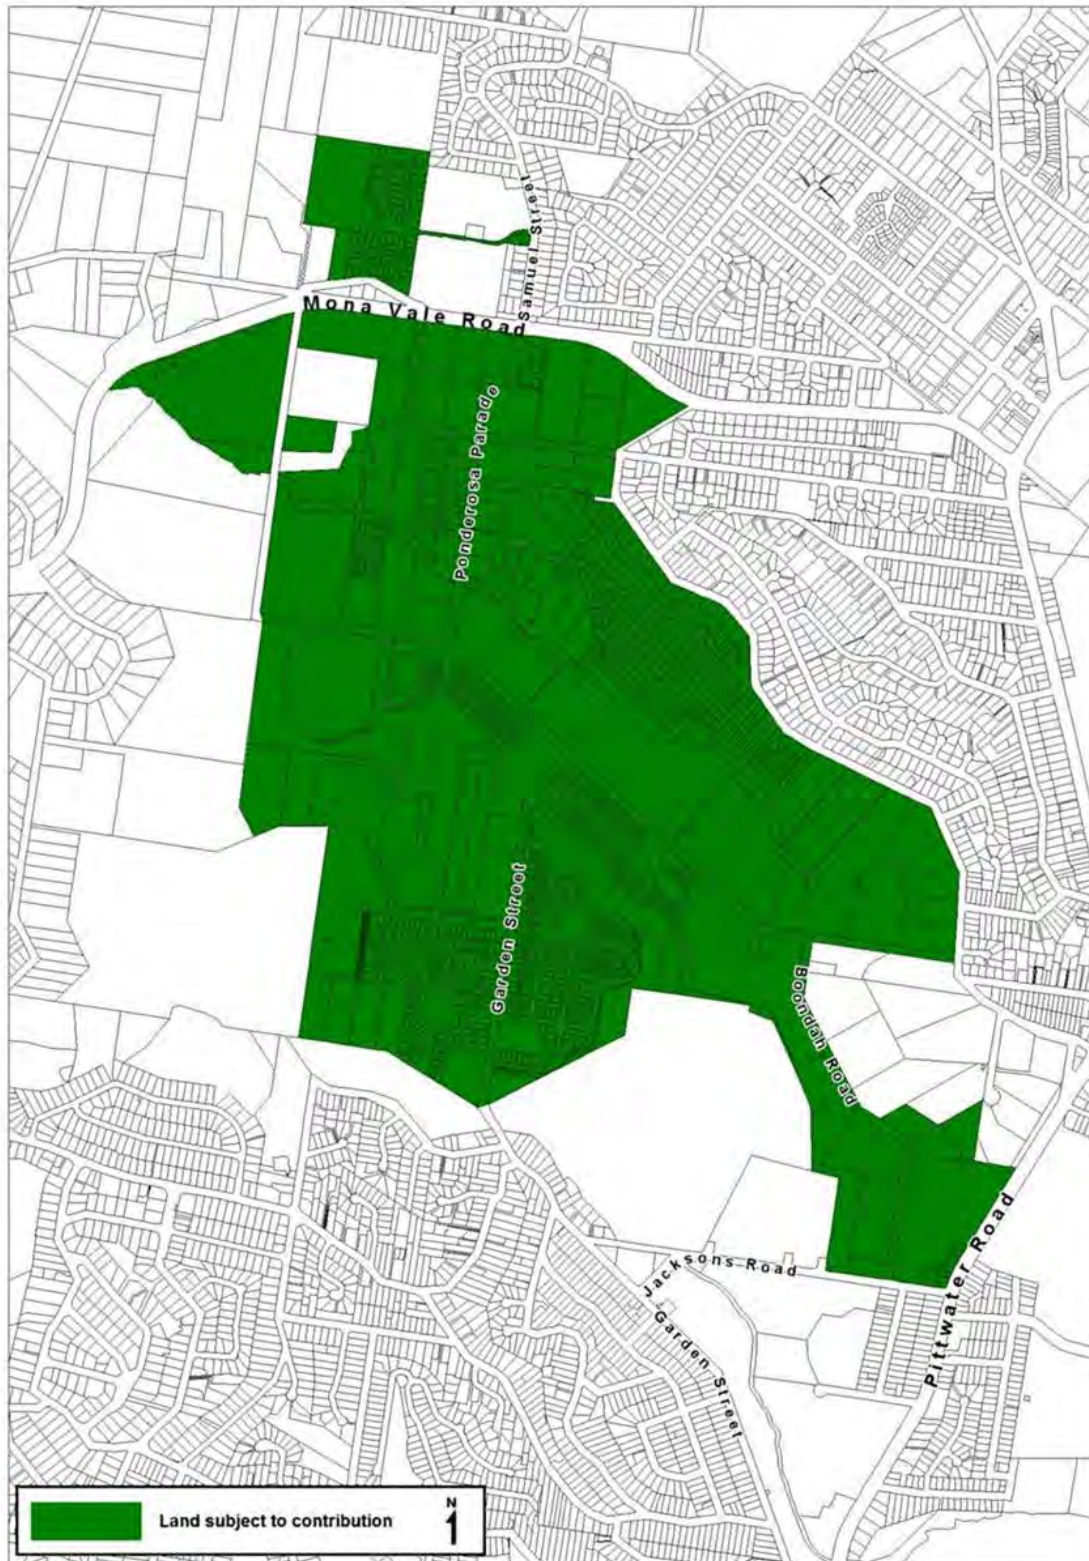 Samuel Street
Mona Vale Road
Ponderosa Parade
Garden Street
Boondah Road
Jacksons Road
Pittwater Road
Garden Street
Land subject to contribution
N